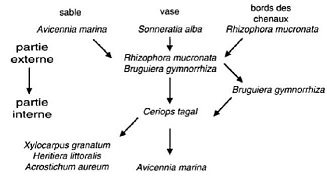 sable
vase
bords des
chenaux
Avicennia marina
Sonneratia alba
Rhizophora mucronata
partie
externe
Rhizophora mucronata
Bruguiera gymnorrhiza
Bruguiera gymnorrhiza
partie
interne
Ceriops tagal
Xylocarpus granatum
Heritiera littoralis
Acrostichum aureum
Avicennia marina